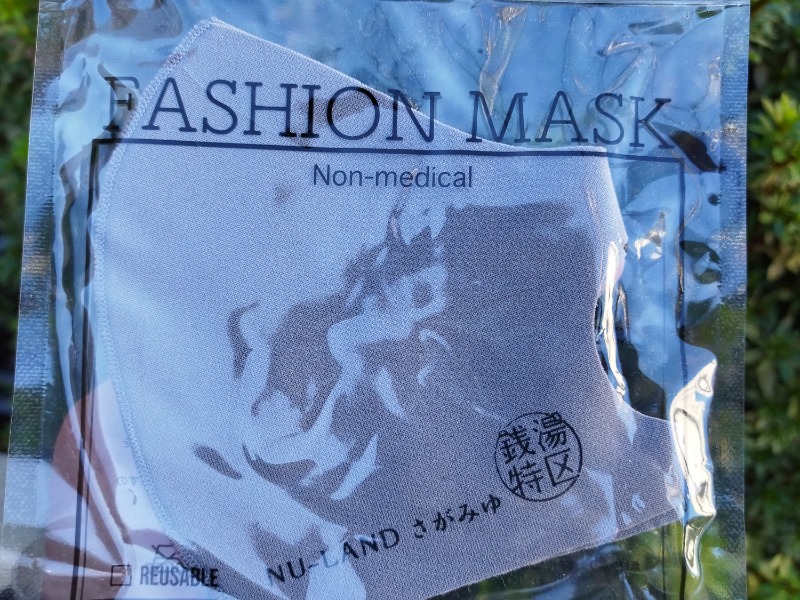 FASHION MASK
Non-medical
銭湯
特区
NU-LAND さがみゆ
REUSABLE